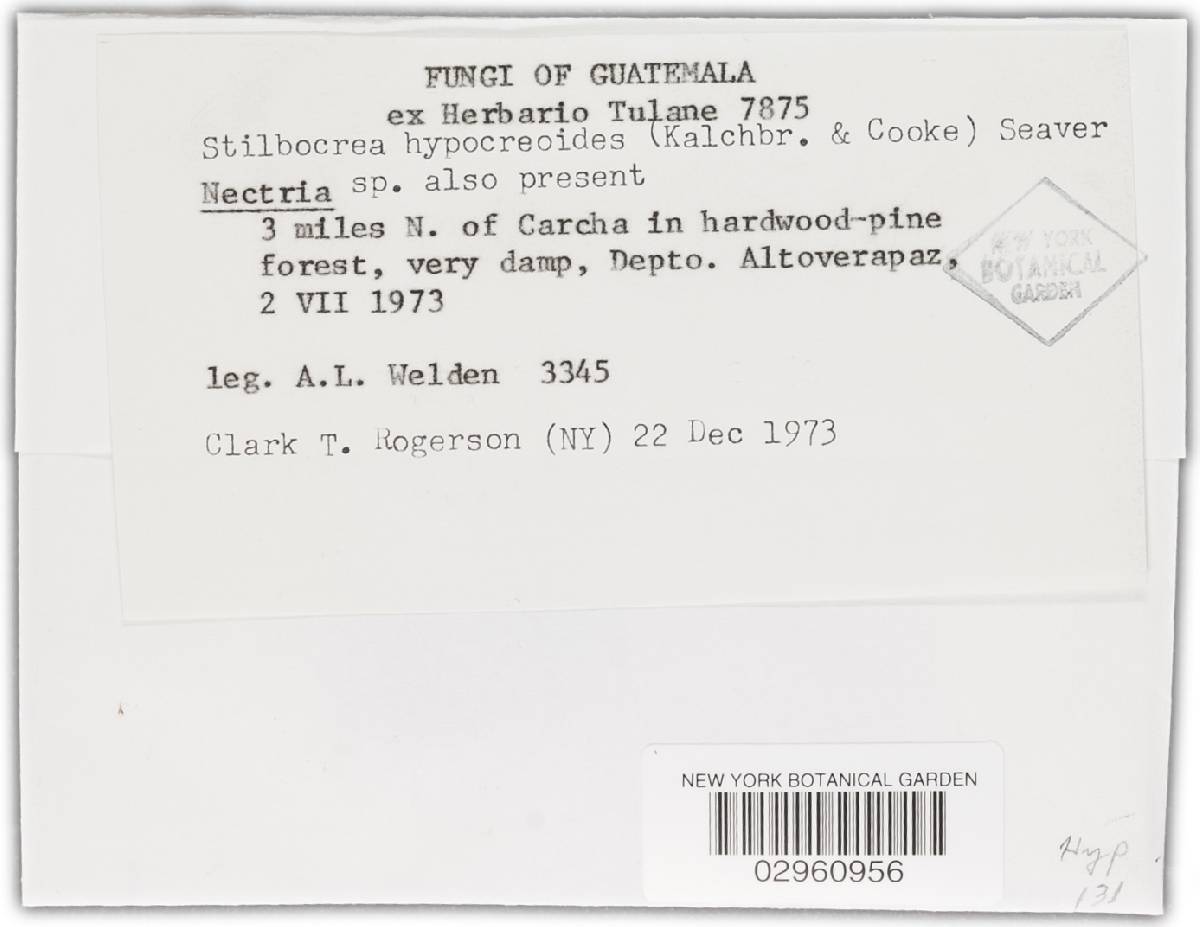 FUNGI OF GUATEMALA
ex Herbario Tulane 7875
Stilbocrea hypocreoides (Kalchbr. & Cooke) Seaver
Nectria sp. also present
3 miles N. of Carcha in hardwood-pine
forest, very damp, Depto. Altoverapaz,
2 VII 1973
NEW YORK
BOTANICAL
GARDEN
leg. A.L. Welden 3345
Clark T. Rogerson (NY) 22 Dec 1973
NEW YORK BOTANICAL GARDEN
02960956
Hyp
131